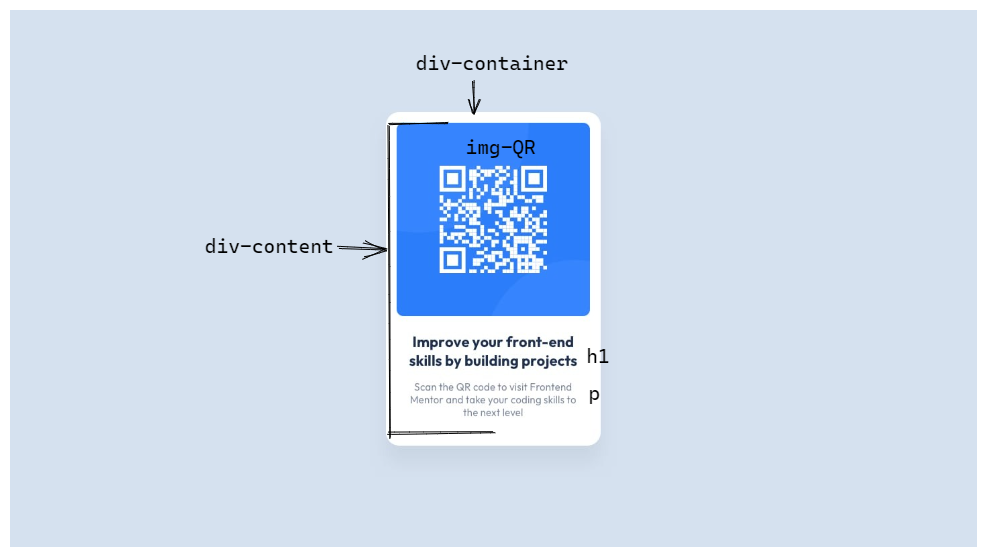 div-container
img-QR
div-content
Improve your front-end
skills by building projects
h1
Scan the QR code to visit Frontend
Mentor and take your coding skills to
the next level
p